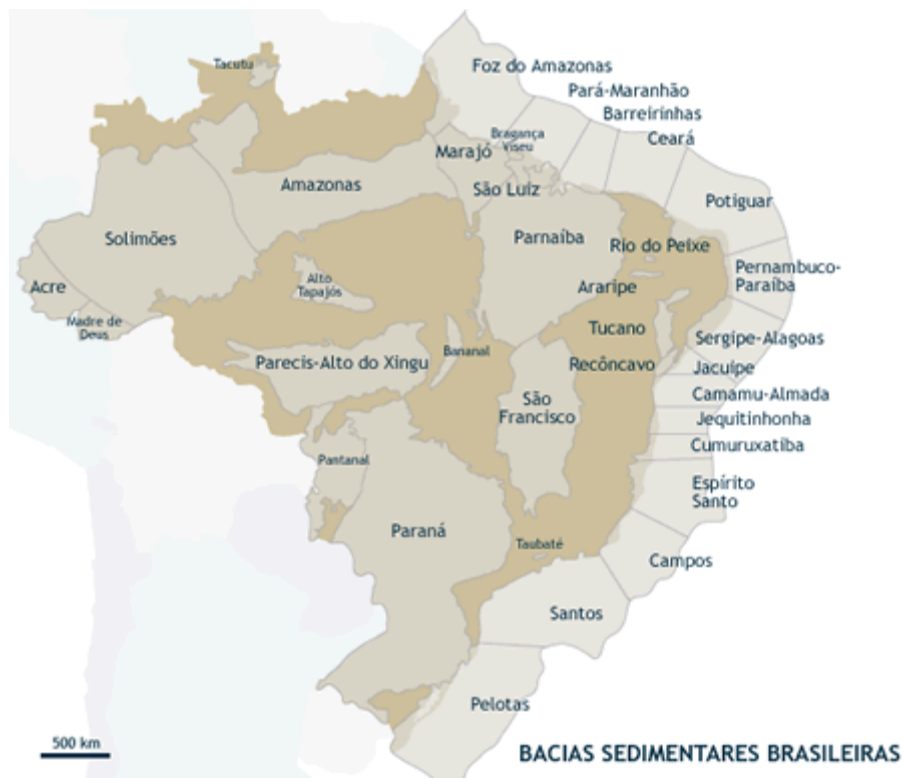 Tacutu
Foz do Amazonas
Pará-Maranhão
Barreirinhas
Bragança
Viseu
Ceará
Marajó
Amazonas
São Luiz
Potiguar
Solimões
Parnaíba
Rio do Peixe
Pernambuco-
Paraíba
Acre
Alto
Tapajós
Araripe
Madre de
Deus
Tucano
Sergipe-Alagoas
Bananal
Parecis-Alto do Xingu
Recôncavo
Jacuípe
São
Francisco
Camamu-Almada
Jequitinhonha
Cumuruxatiba
Pantanal
Espírito
Santo
Paraná
Taubaté
Campos
Santos
Pelotas
500 km
BACIAS SEDIMENTARES BRASILEIRAS